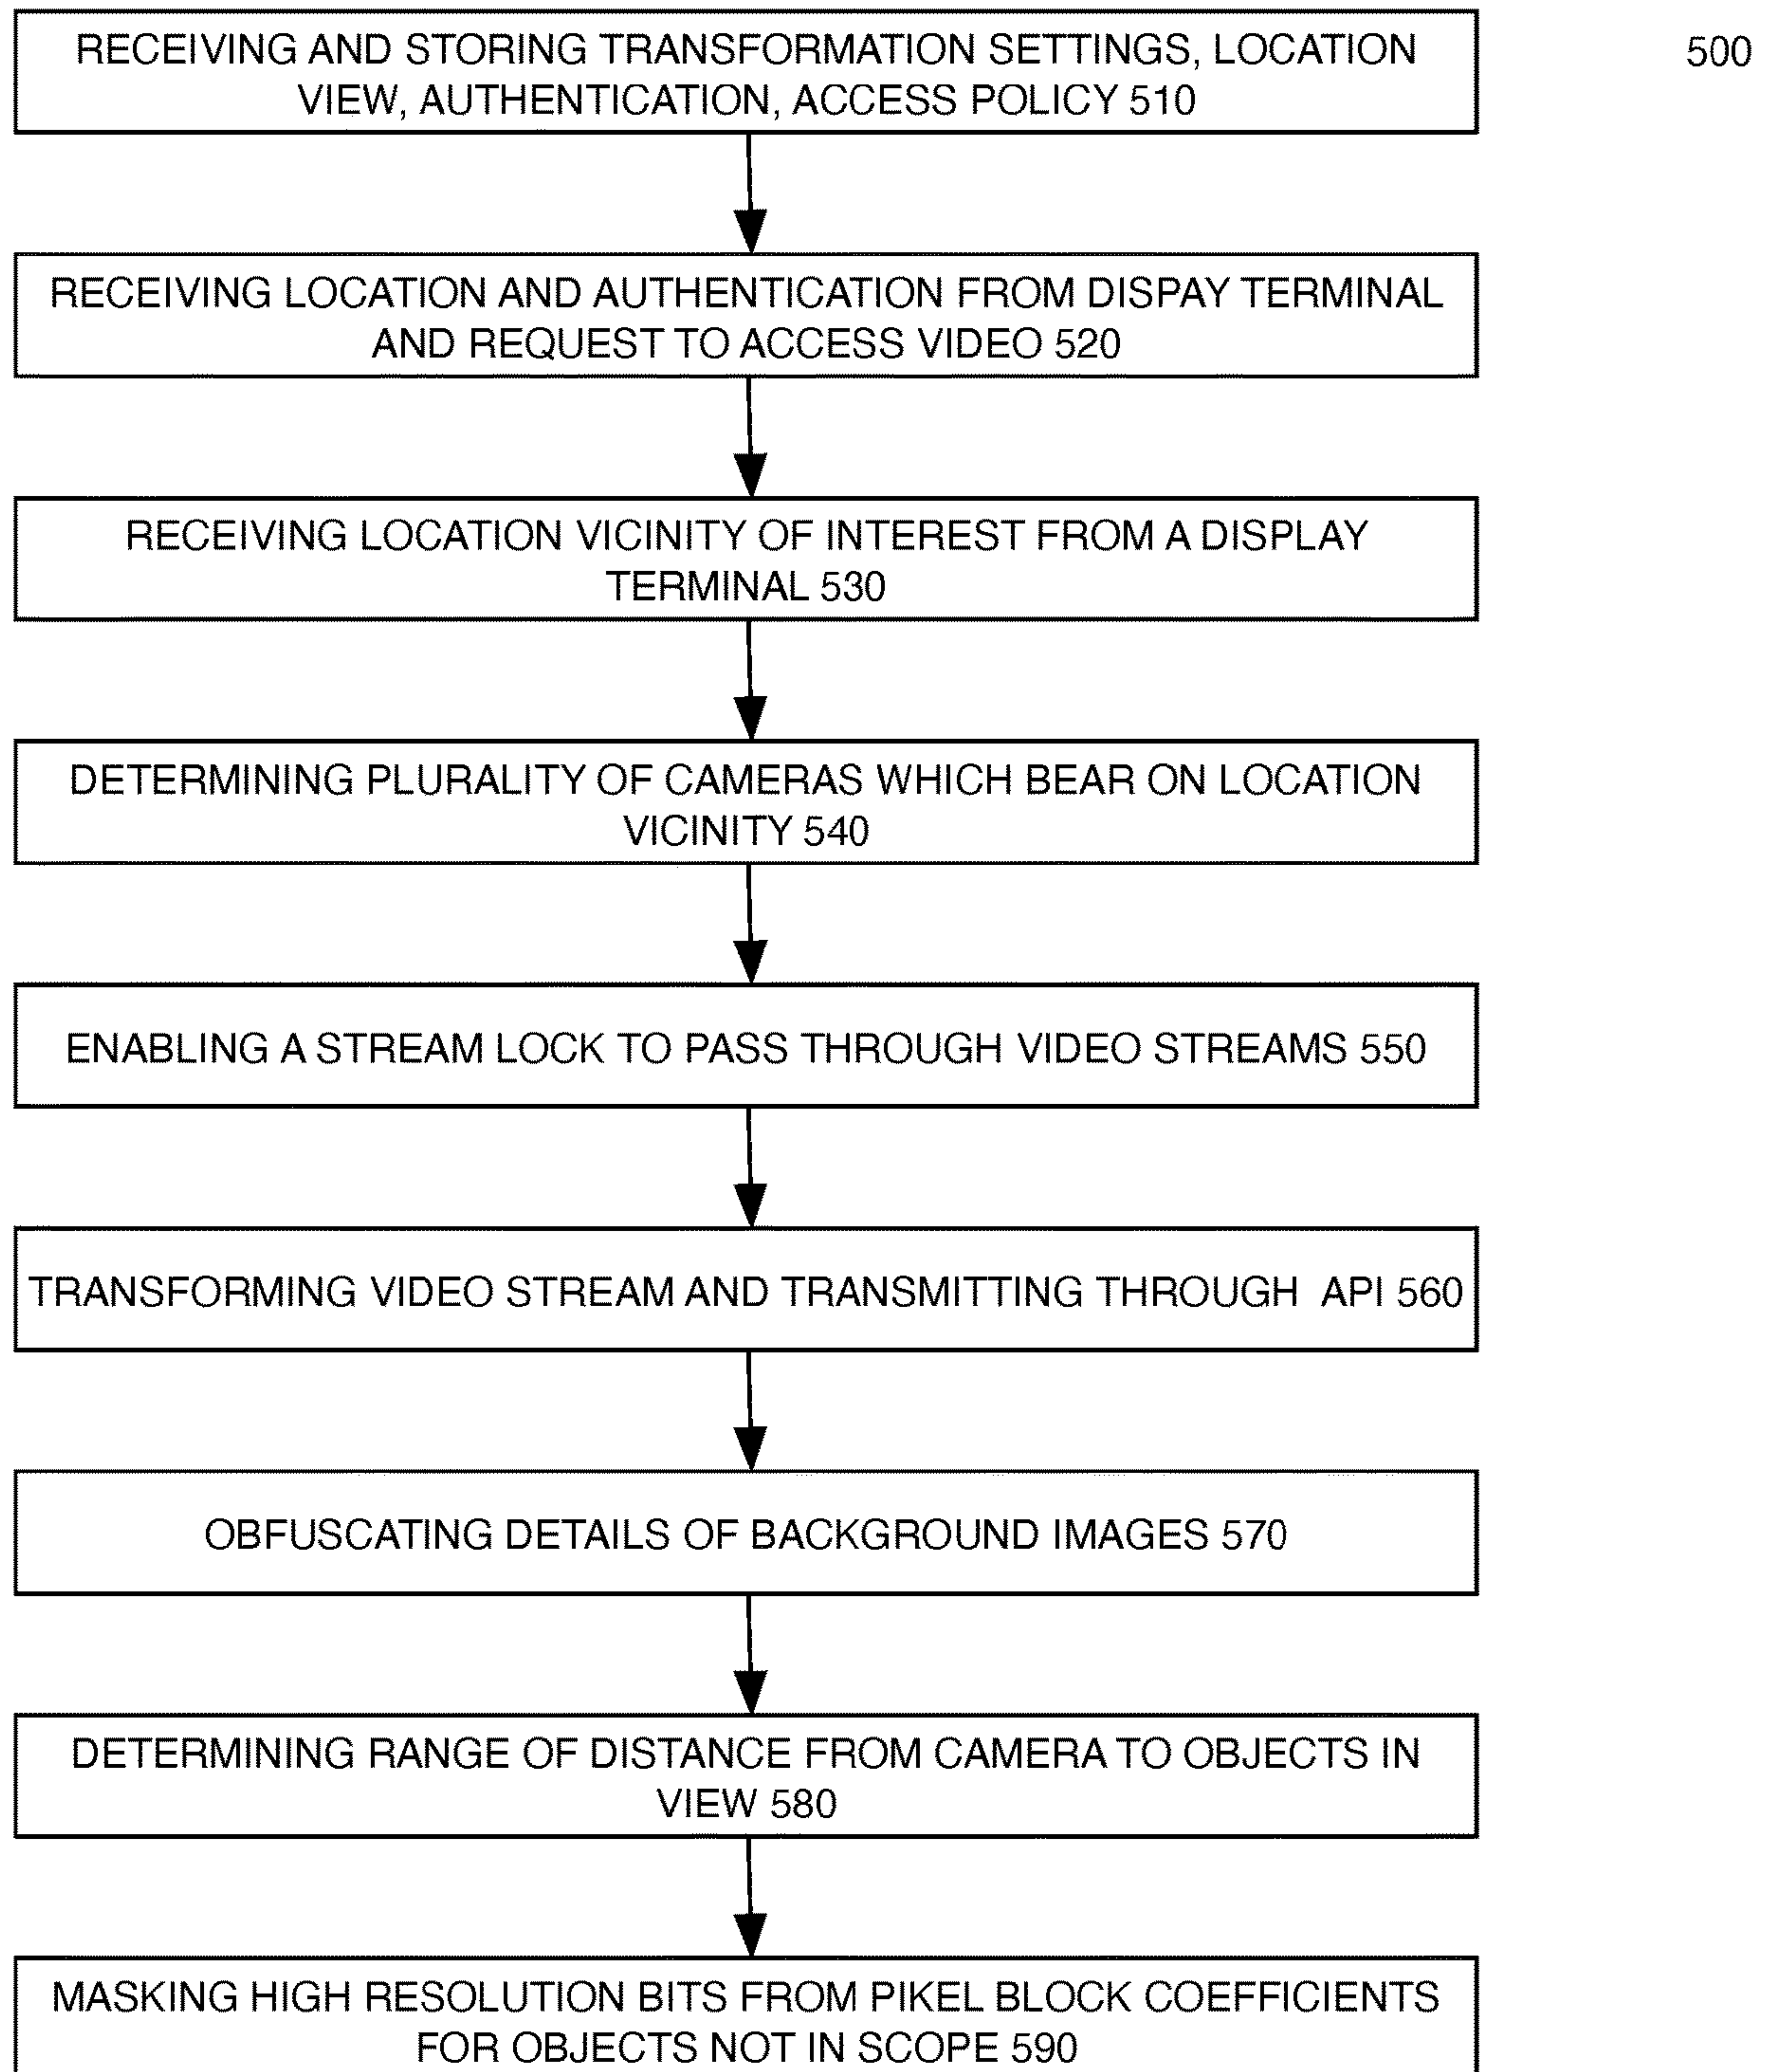 RECEIVING AND STORING TRANSFORMATION SETTINGS, LOCATION
VIEW, AUTHENTICATION, ACCESS POLICY 510
500
RECEIVING LOCATION AND AUTHENTICATION FROM DISPAY TERMINAL
AND REQUEST TO ACCESS VIDEO 520
RECEIVING LOCATION VICINITY OF INTEREST FROM A DISPLAY
TERMINAL 530
DETERMINING PLURALITY OF CAMERAS WHICH BEAR ON LOCATION
VICINITY 540
ENABLING A STREAM LOCK TO PASS THROUGH VIDEO STREAMS 550
TRANSFORMING VIDEO STREAM AND TRANSMITTING THROUGH API 560
OBFUSCATING DETAILS OF BACKGROUND IMAGES 570
DETERMINING RANGE OF DISTANCE FROM CAMERA TO OBJECTS IN
VIEW 580
MASKING HIGH RESOLUTION BITS FROM PIKEL BLOCK COEFFICIENTS
FOR OBJECTS NOT IN SCOPE 590